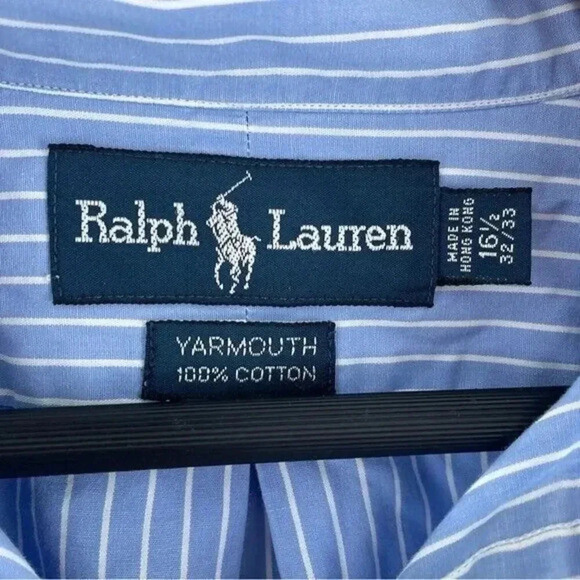 Ralph Lauren
MADE IN
HONG KONG
16½
32/33
YARMOUTH
100% COTTON